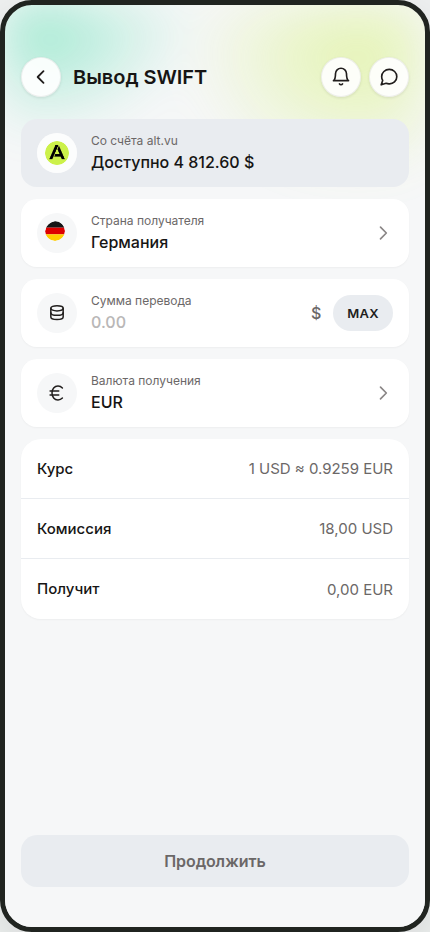 Вывод SWIFT
Со счёта alt.vu
Доступно 4 812.60 $
Страна получателя
Германия
Сумма перевода
0.00
$ MAX
Валюта получения
EUR
Курс 1 USD ≈ 0.9259 EUR
Комиссия 18,00 USD
Получит 0,00 EUR
Продолжить